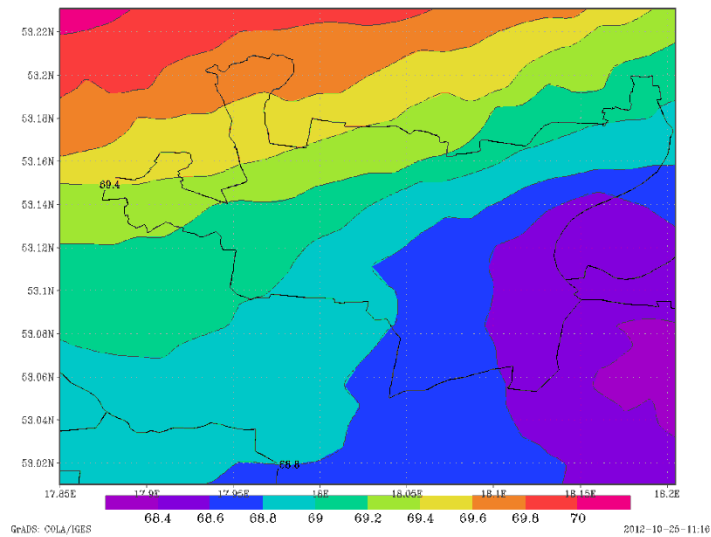 53.22N
53.2N
53.18N
53.16N
69.4
53.14N
53.12N
53.1N
53.08N
53.06N
53.04N
53.02N
68.8
17.85E 17.9E 17.95E 18E 18.05E 18.1E 18.15E 18.2E
68.4 68.6 68.8 69 69.2 69.4 69.6 69.8 70
GrADS: COLA/IGES 2012-10-25-11:16